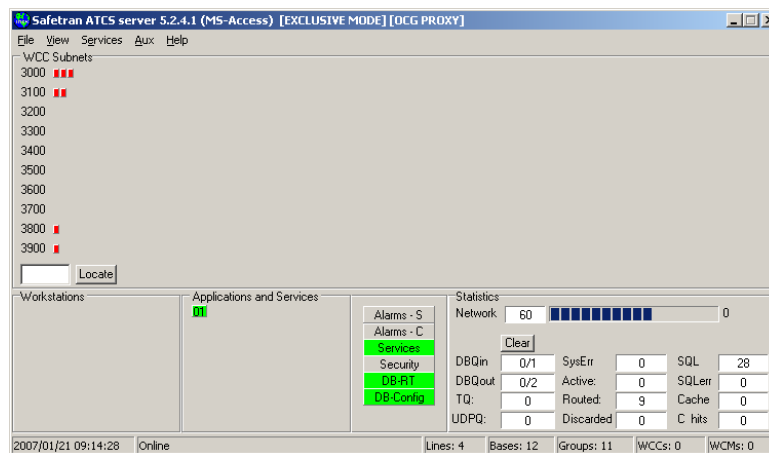 Safetran ATCS server 5.2.4.1 (MS-Access) [EXCLUSIVE MODE] [OCG PROXY]
File View Services Aux Help
WCC Subnets
3000
3100
3200
3300
3400
3500
3600
3700
3800
3900
Locate
Workstations
Applications and Services
01
Alarms - S
Alarms - C
Services
Security
DB-RT
DB-Config
Statistics
Network 60 0
Clear
DBQin 0/1 SysErr 0 SQL 28
DBQout 0/2 Active: 0 SQLerr 0
TQ: 0 Routed: 9 Cache 0
UDPQ: 0 Discarded 0 C hits 0
2007/01/21 09:14:28 Online Lines: 4 Bases: 12 Groups: 11 WCCs: 0 WCMs: 0